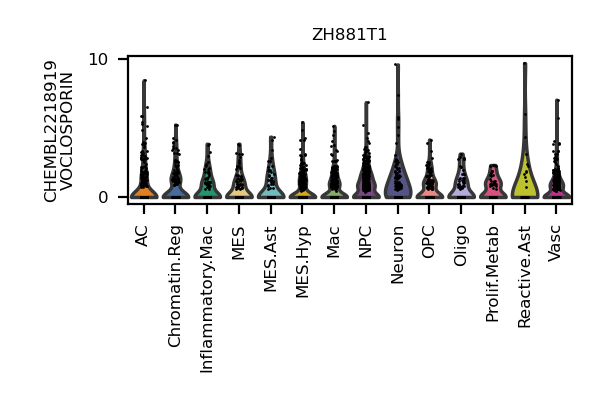 ZH881T1
CHEMBL2218919
VOCLOSPORIN
10
0
AC
Chromatin.Reg
Inflammatory.Mac
MES
MES.Ast
MES.Hyp
Mac
NPC
Neuron
OPC
Oligo
Prolif.Metab
Reactive.Ast
Vasc